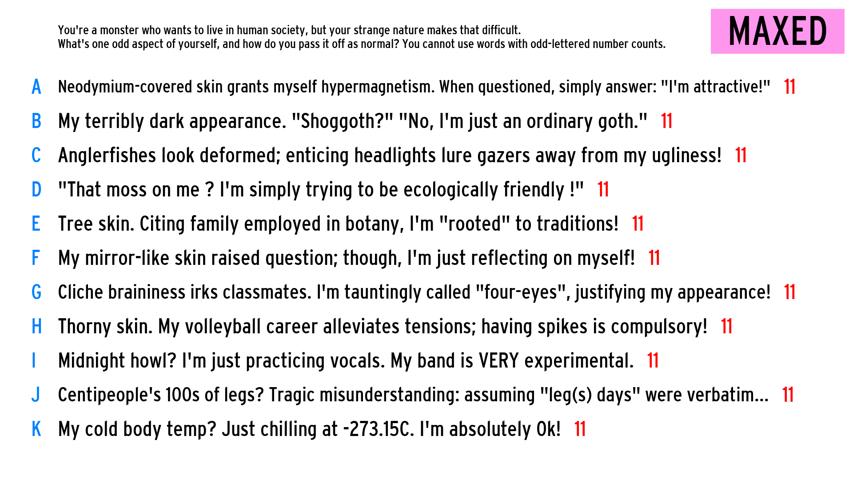 You're a monster who wants to live in human society, but your strange nature makes that difficult.
What's one odd aspect of yourself, and how do you pass it off as normal? You cannot use words with odd-lettered number counts.
MAXED
A Neodymium-covered skin grants myself hypermagnetism. When questioned, simply answer: "I'm attractive!" 11
B My terribly dark appearance. "Shoggoth?" "No, I'm just an ordinary goth." 11
C Anglerfishes look deformed; enticing headlights lure gazers away from my ugliness! 11
D "That moss on me ? I'm simply trying to be ecologically friendly !" 11
E Tree skin. Citing family employed in botany, I'm "rooted" to traditions! 11
F My mirror-like skin raised question; though, I'm just reflecting on myself! 11
G Cliche braininess irks classmates. I'm tauntingly called "four-eyes", justifying my appearance! 11
H Thorny skin. My volleyball career alleviates tensions; having spikes is compulsory! 11
I Midnight howl? I'm just practicing vocals. My band is VERY experimental. 11
J Centipeople's 100s of legs? Tragic misunderstanding: assuming "leg(s) days" were verbatim... 11
K My cold body temp? Just chilling at -273.15C. I'm absolutely 0k! 11